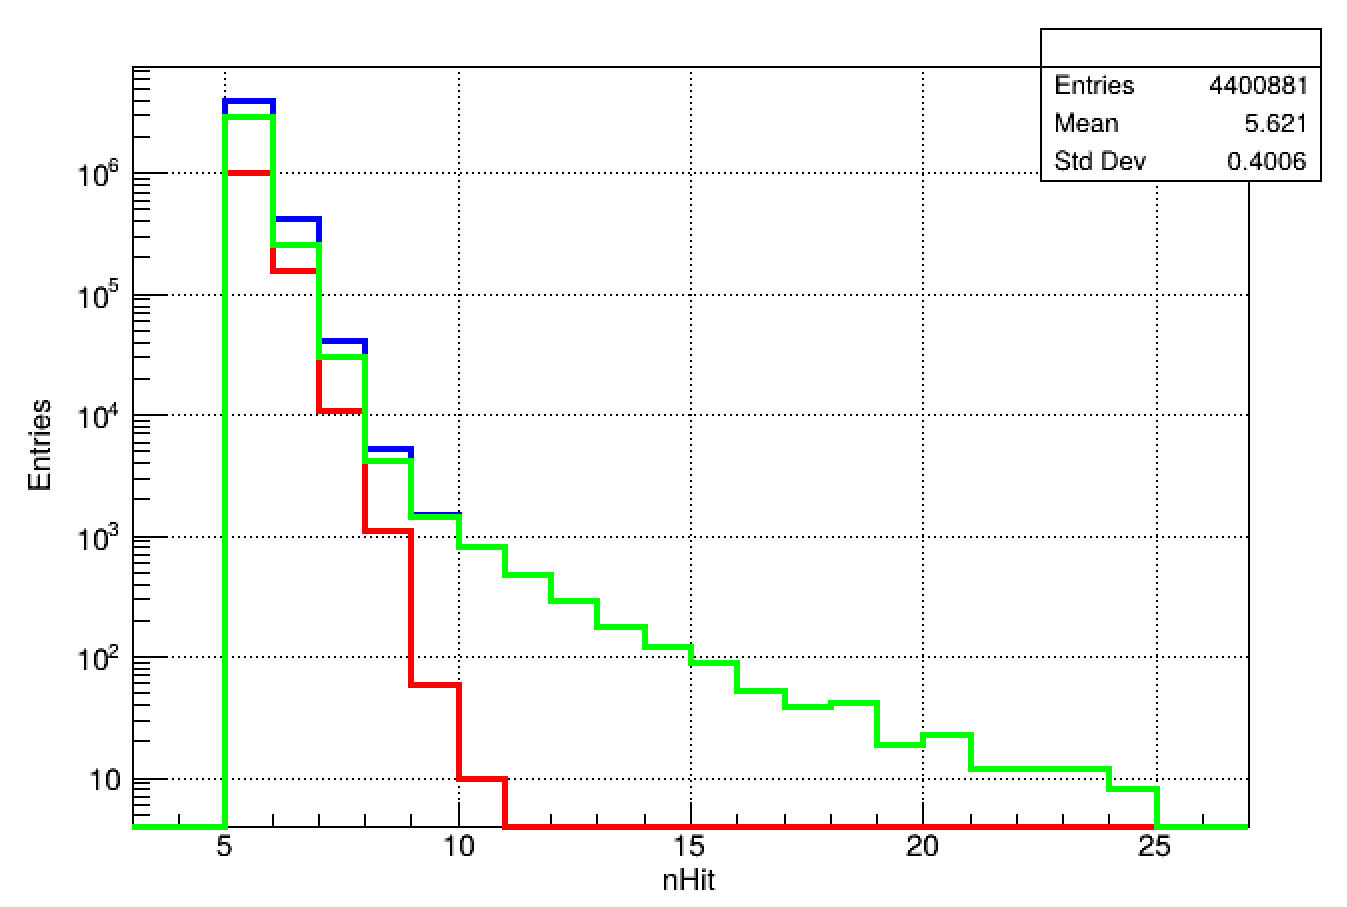 Entries 4400881
Mean 5.621
Std Dev 0.4006
10⁶
10⁵
10⁴
10³
10²
10
Entries
5 10 15 20 25
nHit